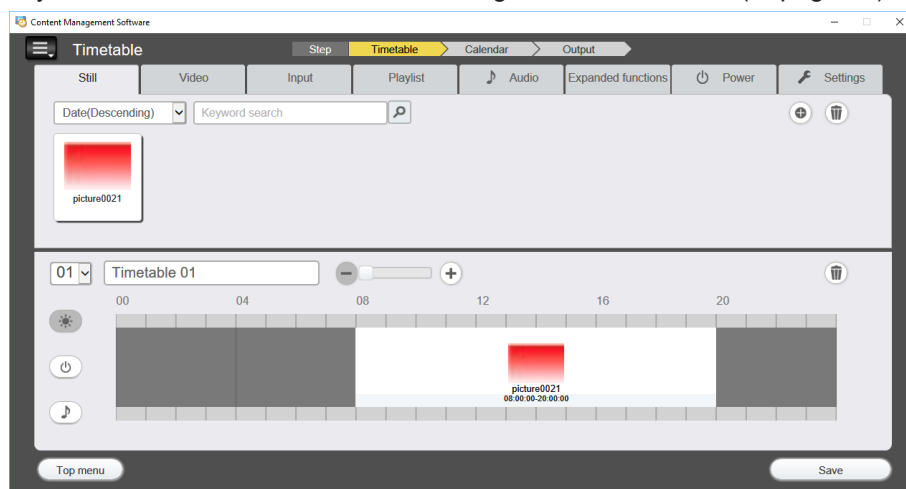 Content Management Software
Timetable
Step Timetable Calendar Output
Still Video Input Playlist Audio Expanded functions Power Settings
Date(Descending) Keyword search
picture0021
01 Timetable 01
00 04 08 12 16 20
picture0021
08:00:00-20:00:00
Top menu Save